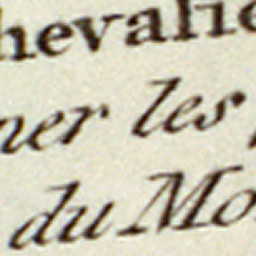 hevalie
ner les
du Mo